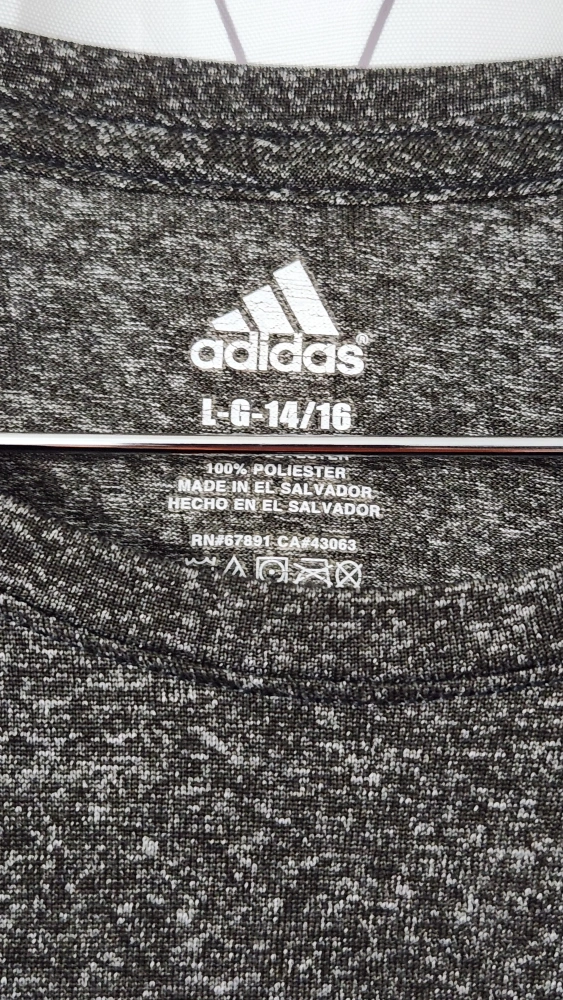 adidas®
L-G-14/16
100% POLIESTER
MADE IN EL SALVADOR
HECHO EN EL SALVADOR
RN#67891 CA#43063